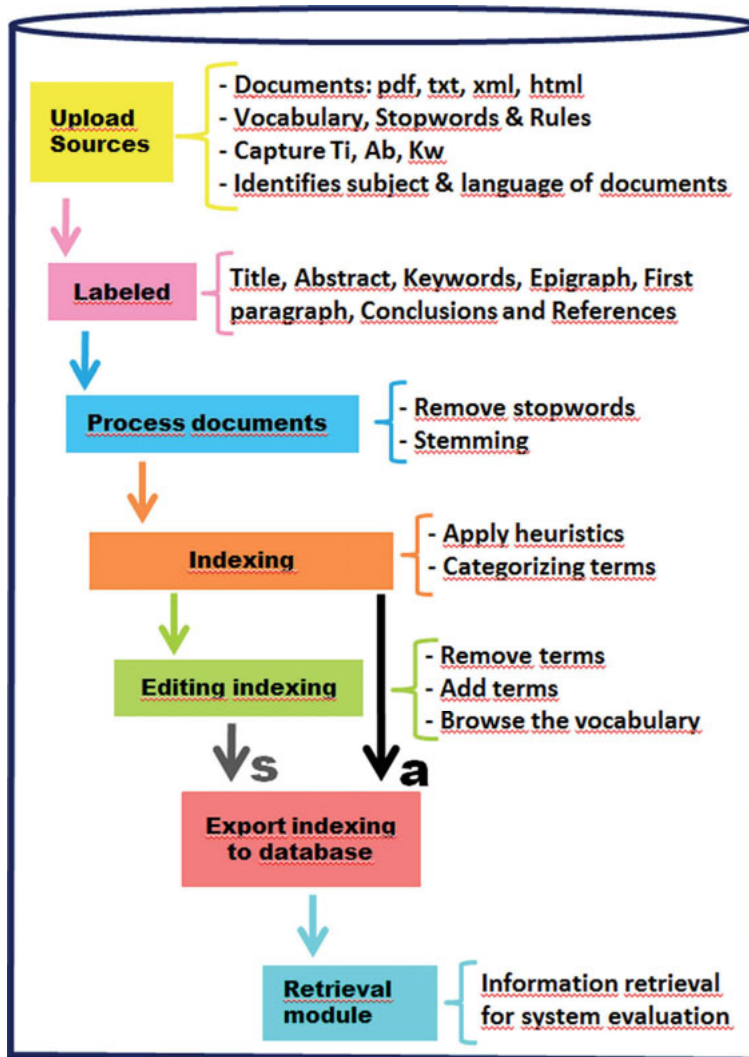 Upload
Sources
- Documents: pdf, txt, xml, html
- Vocabulary, Stopwords & Rules
- Capture Ti, Ab, Kw
- Identifies subject & language of documents
Labeled
Title, Abstract, Keywords, Epigraph, First
paragraph, Conclusions and References
Process documents
- Remove stopwords
- Stemming
Indexing
- Apply heuristics
- Categorizing terms
Editing indexing
- Remove terms
- Add terms
- Browse the vocabulary
s
a
Export indexing
to database
Retrieval
module
Information retrieval
for system evaluation